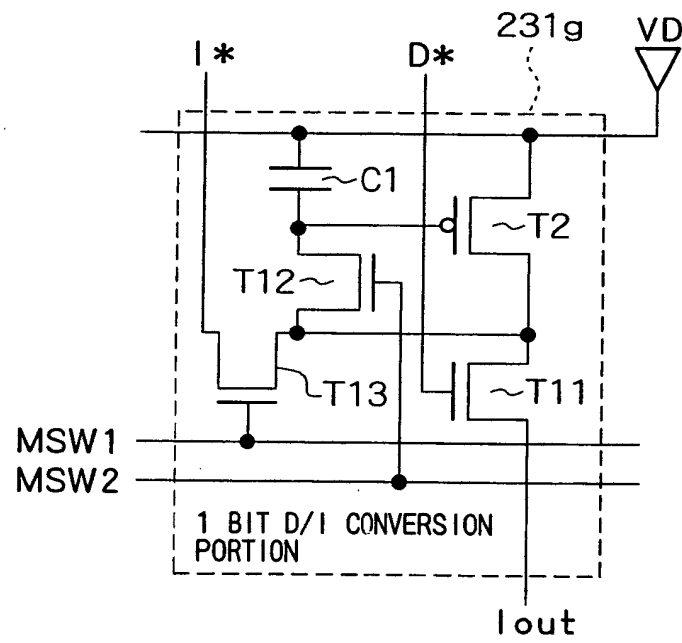 231g
VD
I*
D*
C1
T2
T12
T13
T11
MSW1
MSW2
1 BIT D/I CONVERSION
PORTION
Iout